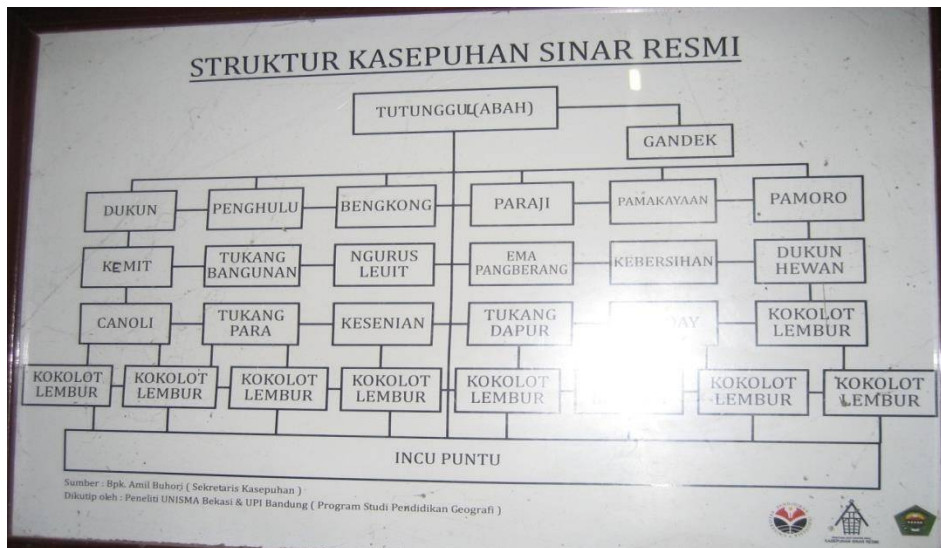 STRUKTUR KASEPUHAN SINAR RESMI
TUTUNGGUL(ABAH)
GANDEK
DUKUN
PENGHULU
BENGKONG
PARAJI
PAMAKAYAAN
PAMORO
KEMIT
TUKANG
BANGUNAN
NGURUS
LEUIT
EMA
PANGBERANG
KEBERSIHAN
DUKUN
HEWAN
CANOLI
TUKANG
PARA
KESENIAN
TUKANG
DAPUR
KOKOLOT
LEMBUR
KOKOLOT
LEMBUR
KOKOLOT
LEMBUR
KOKOLOT
LEMBUR
KOKOLOT
LEMBUR
KOKOLOT
LEMBUR
KOKOLOT
LEMBUR
KOKOLOT
LEMBUR
INCU PUNTU
Sumber : Bpk. Amil Buhori ( Sekretaris Kasepuhan )
Dikutip oleh : Peneliti UNISMA Bekasi & UPI Bandung ( Program Studi Pendidikan Geografi )
KASEPUHAN SINAR RESMI